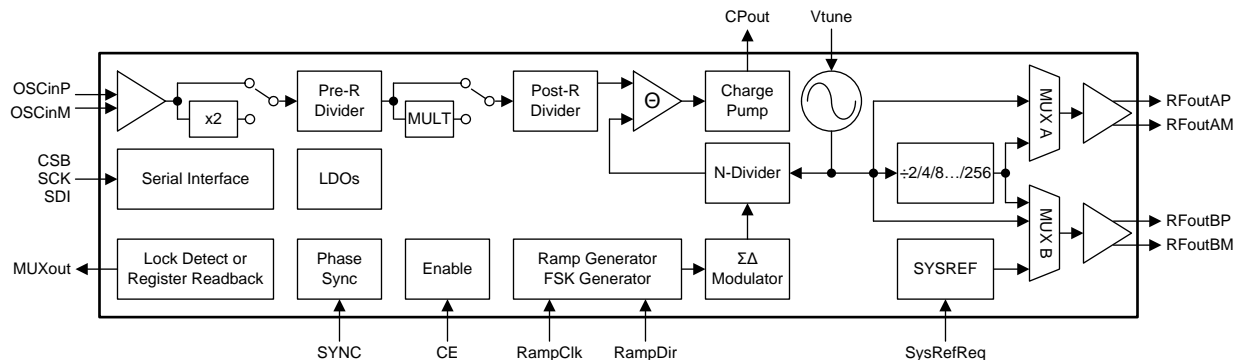 CPout
Vtune
OSCinP
OSCinM
x2
Pre-R
Divider
MULT
Post-R
Divider
Θ
Charge
Pump
MUX A
RFoutAP
RFoutAM
CSB
SCK
SDI
Serial Interface
LDOs
N-Divider
÷2/4/8.../256
MUX B
RFoutBP
RFoutBM
MUXout
Lock Detect or
Register Readback
Phase
Sync
Enable
Ramp Generator
FSK Generator
ΣΔ
Modulator
SYSREF
SYNC
CE
RampClk
RampDir
SysRefReq